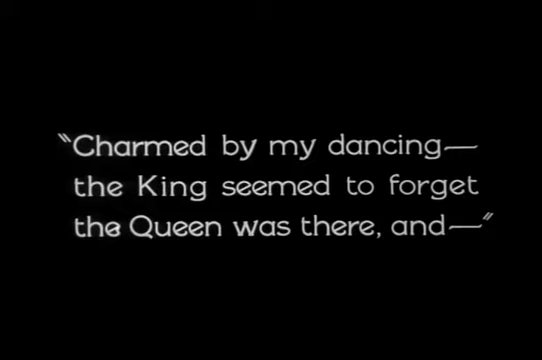 "Charmed by my dancing—
the King seemed to forget
the Queen was there, and—"